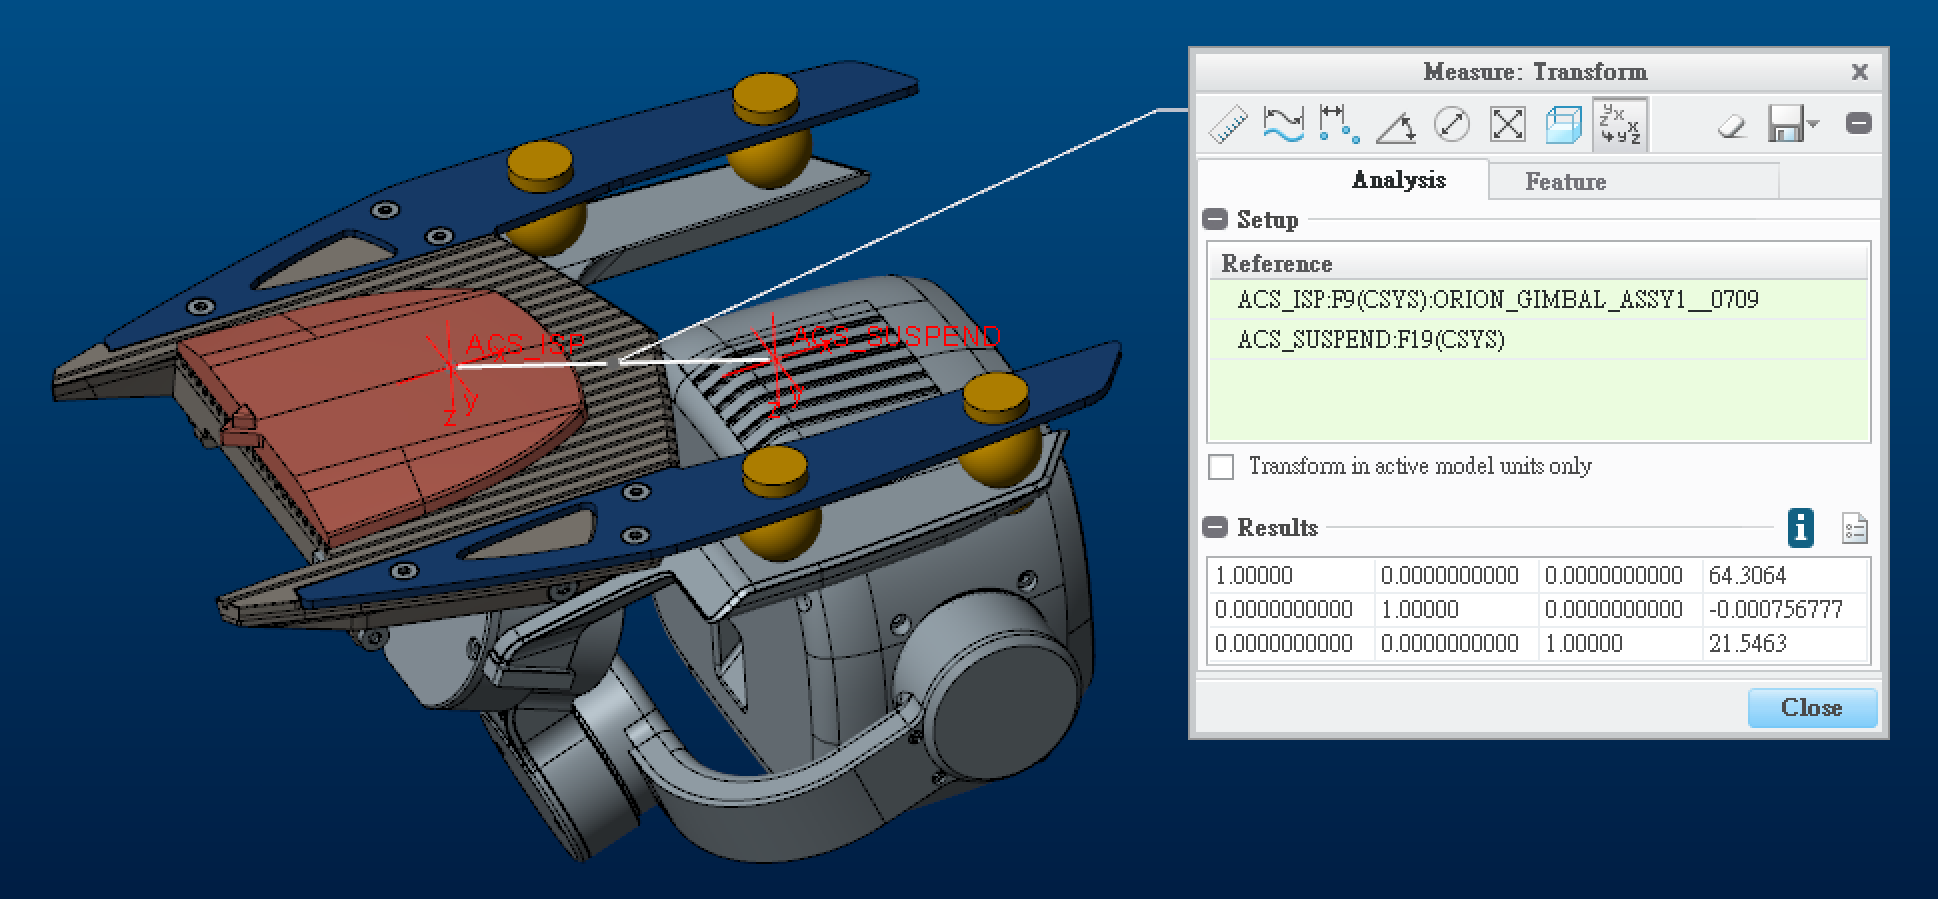 Measure: Transform
Analysis
Feature
Setup
Reference
ACS_ISP:F9(CSYS):ORION_GIMBAL_ASSY1__0709
ACS_SUSPEND:F19(CSYS)
Transform in active model units only
Results
1.00000 0.0000000000 0.0000000000 64.3064
0.0000000000 1.00000 0.0000000000 -0.000756777
0.0000000000 0.0000000000 1.00000 21.5463
Close
ACS_ISP
x
y
z
ACS_SUSPEND
x
y
z